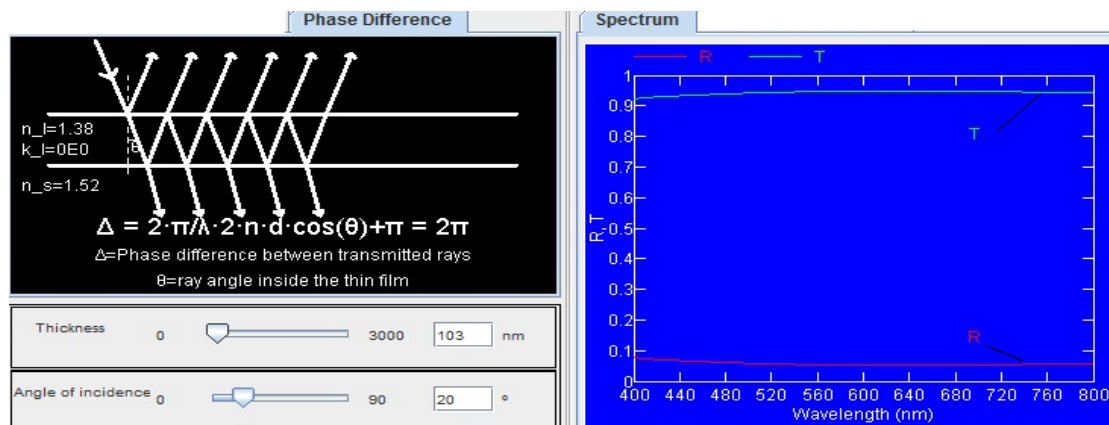 Phase Difference
n_l=1.38
k_l=0E0
θ
n_s=1.52
Δ = 2·π/λ·2·n·d·cos(θ)+π = 2π
Δ=Phase difference between transmitted rays
θ=ray angle inside the thin film
Thickness 0 3000 103 nm
Angle of incidence 0 90 20 °
Spectrum
R T
1
0.9
0.8
0.7
0.6
0.5
0.4
0.3
0.2
0.1
0
R,T
T
R
400 440 480 520 560 600 640 680 720 760 800
Wavelength (nm)